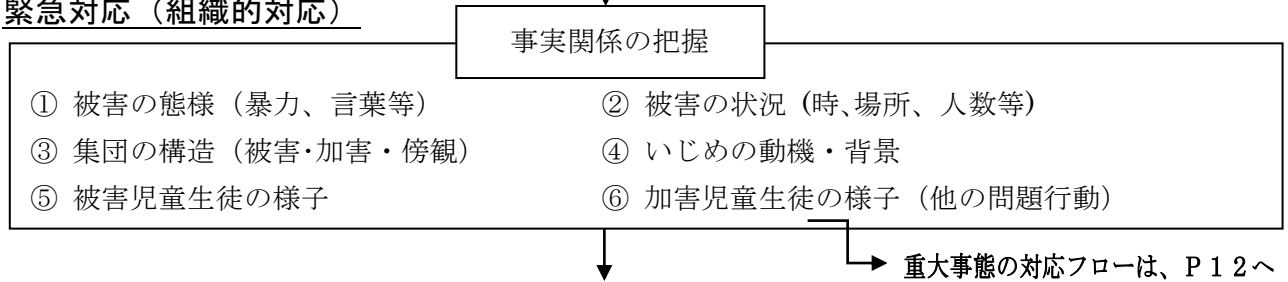 緊急対応（組織的対応）
事実関係の把握
① 被害の態様（暴力、言葉等） ② 被害の状況 (時、場所、人数等)
③ 集団の構造（被害・加害・傍観） ④ いじめの動機・背景
⑤ 被害児童生徒の様子 ⑥ 加害児童生徒の様子（他の問題行動）
重大事態の対応フローは、Ｐ１２へ